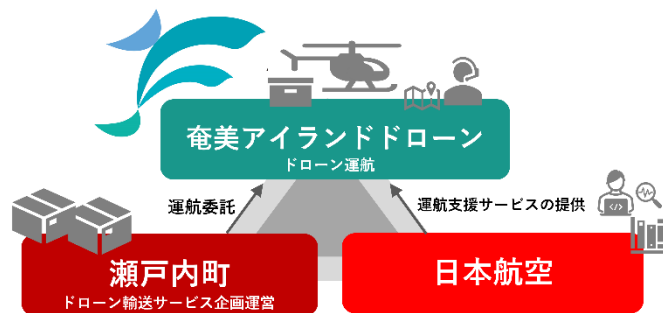 奄美アイランドドローン
ドローン運航
運航委託
運航支援サービスの提供
</>
瀬戸内町
ドローン輸送サービス企画運営
日本航空